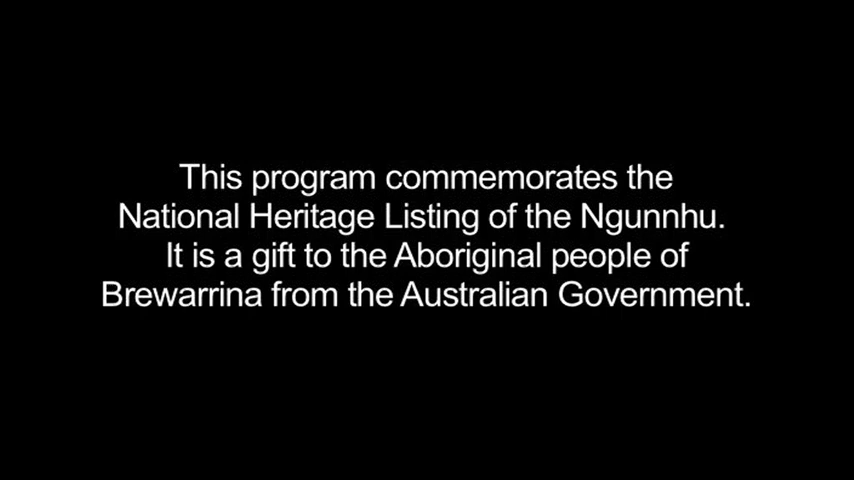 This program commemorates the
National Heritage Listing of the Ngunnhu.
It is a gift to the Aboriginal people of
Brewarrina from the Australian Government.